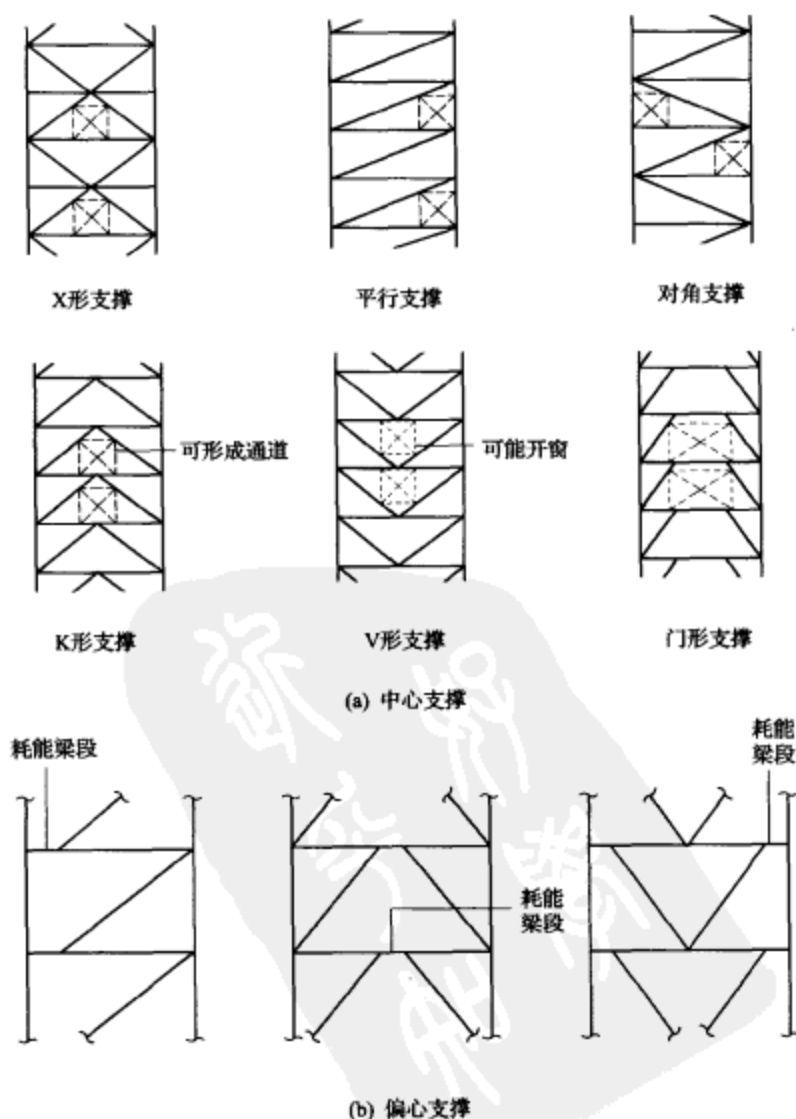 X形支撑
平行支撑
对角支撑
可形成通道
可能开窗
K形支撑
V形支撑
门形支撑
(a) 中心支撑
耗能梁段
耗能
梁段
耗能
梁段
(b) 偏心支撑